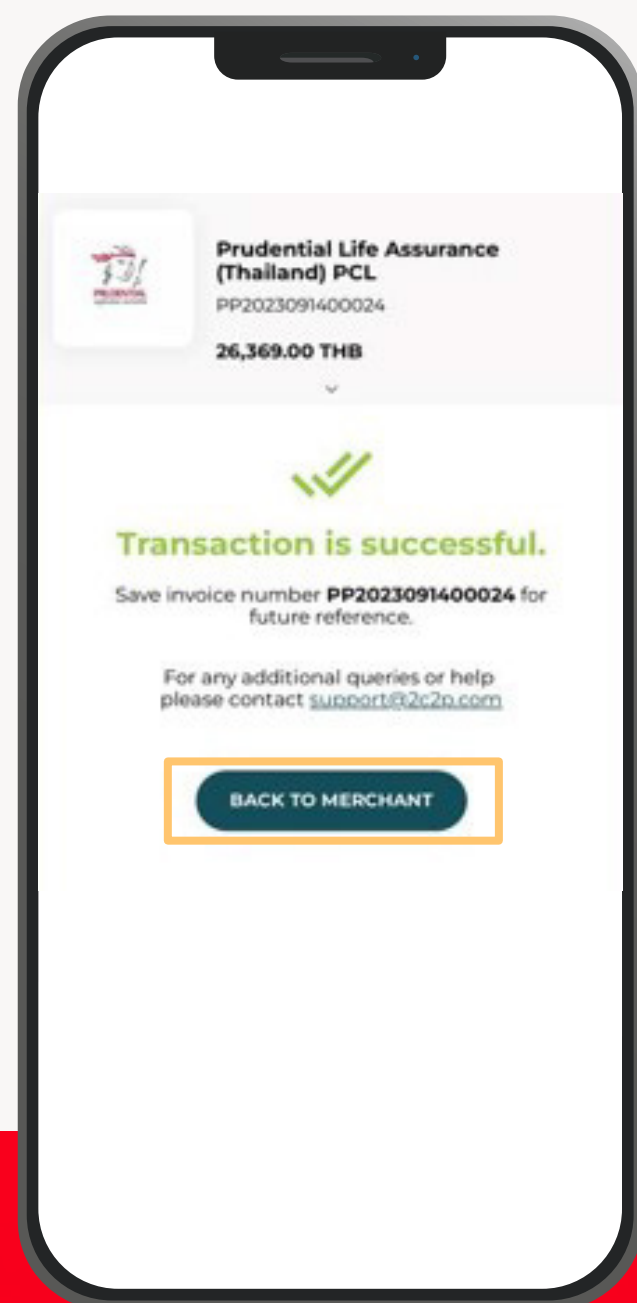 PRUDENTIAL
Prudential Life Assurance
(Thailand) PCL
PP2023091400024
26,369.00 THB
Transaction is successful.
Save invoice number PP2023091400024 for
future reference.
For any additional queries or help
please contact support@2c2p.com
BACK TO MERCHANT